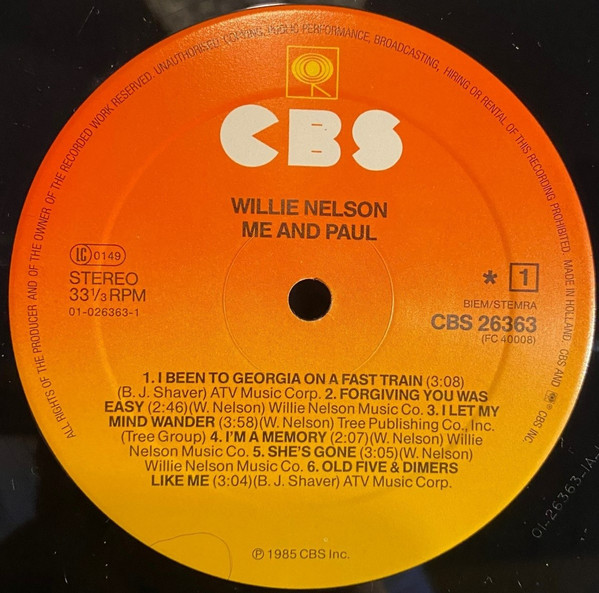 ALL RIGHTS OF THE PRODUCER AND OF THE OWNER OF THE RECORDED WORK RESERVED. UNAUTHORISED COPYING, PUBLIC PERFORMANCE, BROADCASTING, HIRING OR RENTAL OF THIS RECORDING PROHIBITED. MADE IN HOLLAND. CBS AND ® CBS INC.
CBS
WILLIE NELSON
ME AND PAUL
LC 0149
STEREO
33 1/3 RPM
01-026363-1
* 1
BIEM/STEMRA
CBS 26363
(FC 40008)
1. I BEEN TO GEORGIA ON A FAST TRAIN (3:08)
(B. J. Shaver) ATV Music Corp. 2. FORGIVING YOU WAS
EASY (2:46)(W. Nelson) Willie Nelson Music Co. 3. I LET MY
MIND WANDER (3:58)(W. Nelson) Tree Publishing Co., Inc.
(Tree Group) 4. I'M A MEMORY (2:07)(W. Nelson) Willie
Nelson Music Co. 5. SHE'S GONE (3:05)(W. Nelson)
Willie Nelson Music Co. 6. OLD FIVE & DIMERS
LIKE ME (3:04)(B. J. Shaver) ATV Music Corp.
℗ 1985 CBS Inc.
01-26363-1A-